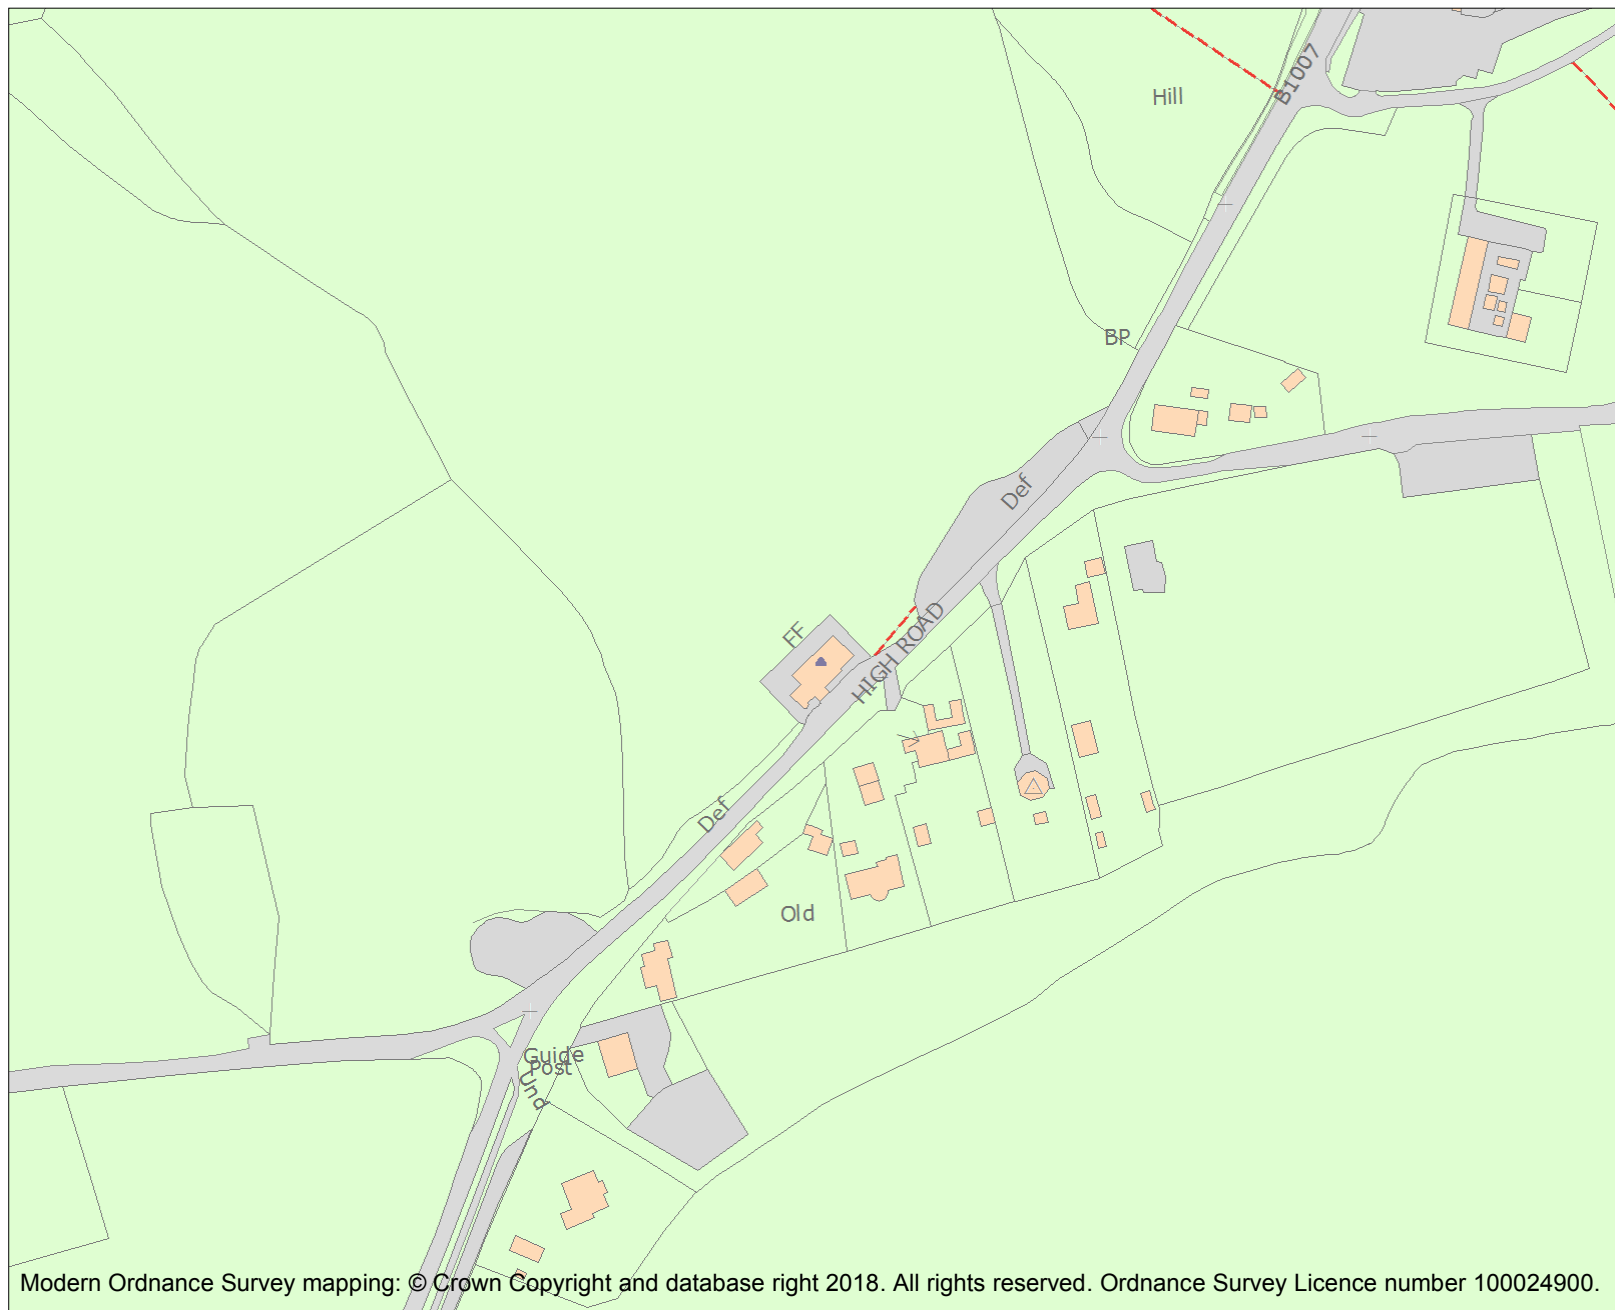 B1007
Hill
BP
Def
HIGH ROAD
FF
Def
Old
Guide
Post
Und
Modern Ordnance Survey mapping: © Crown Copyright and database right 2018. All rights reserved. Ordnance Survey Licence number 100024900.